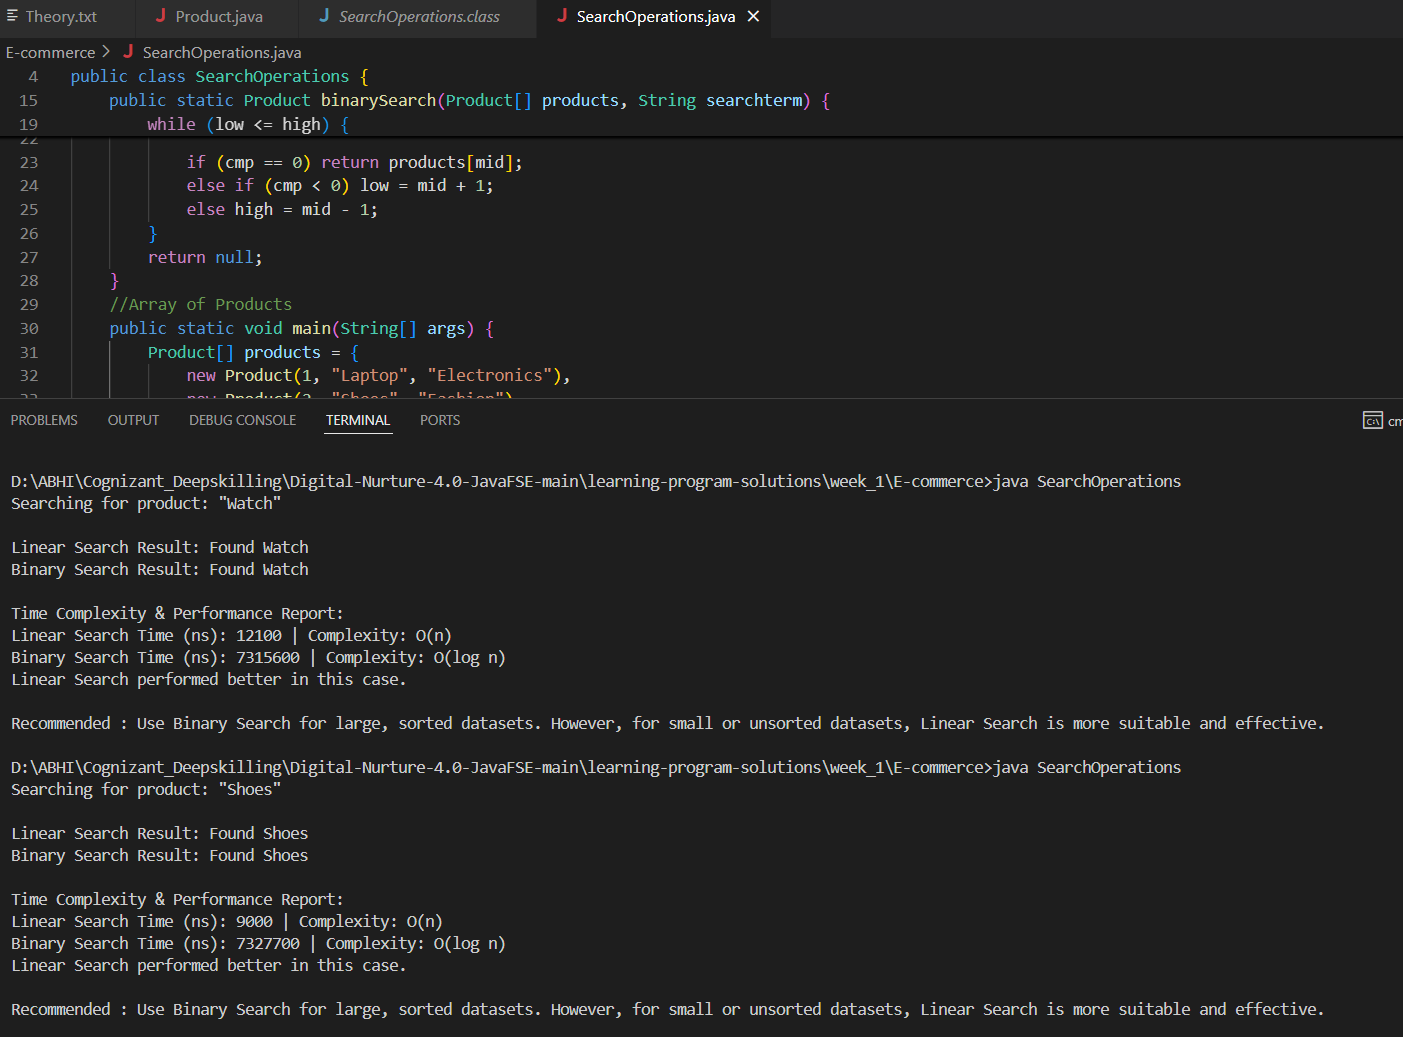 Theory.txt
Product.java
SearchOperations.class
SearchOperations.java
E-commerce > SearchOperations.java
4 public class SearchOperations {
15 public static Product binarySearch(Product[] products, String searchterm) {
19 while (low <= high) {
22
23 if (cmp == 0) return products[mid];
24 else if (cmp < 0) low = mid + 1;
25 else high = mid - 1;
26 }
27 return null;
28 }
29 //Array of Products
30 public static void main(String[] args) {
31 Product[] products = {
32 new Product(1, "Laptop", "Electronics"),
33 new Product(2, "Shoes", "Fashion"),
PROBLEMS OUTPUT DEBUG CONSOLE TERMINAL PORTS
D:\ABHI\Cognizant_Deepskilling\Digital-Nurture-4.0-JavaFSE-main\learning-program-solutions\week_1\E-commerce>java SearchOperations
Searching for product: "Watch"
Linear Search Result: Found Watch
Binary Search Result: Found Watch
Time Complexity & Performance Report:
Linear Search Time (ns): 12100 | Complexity: O(n)
Binary Search Time (ns): 7315600 | Complexity: O(log n)
Linear Search performed better in this case.
Recommended : Use Binary Search for large, sorted datasets. However, for small or unsorted datasets, Linear Search is more suitable and effective.
D:\ABHI\Cognizant_Deepskilling\Digital-Nurture-4.0-JavaFSE-main\learning-program-solutions\week_1\E-commerce>java SearchOperations
Searching for product: "Shoes"
Linear Search Result: Found Shoes
Binary Search Result: Found Shoes
Time Complexity & Performance Report:
Linear Search Time (ns): 9000 | Complexity: O(n)
Binary Search Time (ns): 7327700 | Complexity: O(log n)
Linear Search performed better in this case.
Recommended : Use Binary Search for large, sorted datasets. However, for small or unsorted datasets, Linear Search is more suitable and effective.